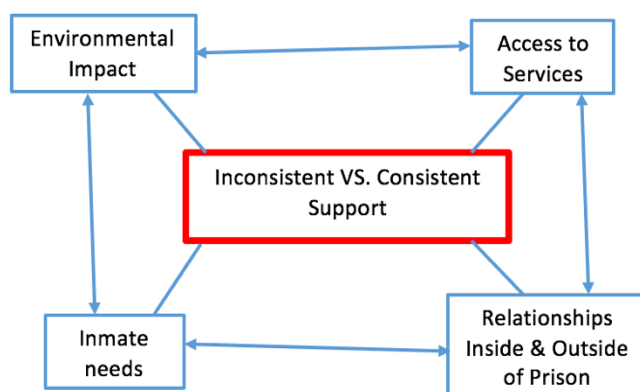 Environmental
Impact
Access to
Services
Inconsistent VS. Consistent
Support
Inmate
needs
Relationships
Inside & Outside
of Prison